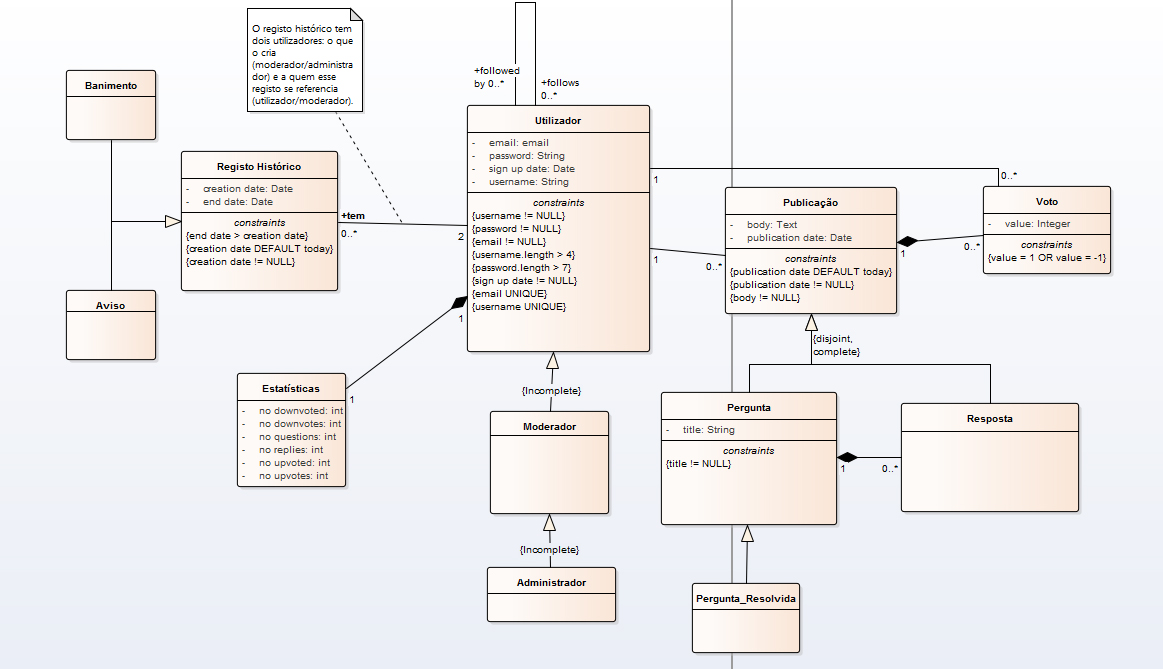 O registo histórico tem
dois utilizadores: o que
o cria
(moderador/administra
dor) e a quem esse
registo se referencia
(utilizador/moderador).
+followed
by 0..*
+follows
0..*
Banimento
Registo Histórico
- creation date: Date
- end date: Date
constraints
{end date > creation date}
{creation date DEFAULT today}
{creation date != NULL}
+tem
0..*
2
Aviso
Utilizador
- email: email
- password: String
- sign up date: Date
- username: String
constraints
{username != NULL}
{password != NULL}
{email != NULL}
{username.length > 4}
{password.length > 7}
{sign up date != NULL}
{email UNIQUE}
{username UNIQUE}
1
0..*
1
0..*
1
Publicação
- body: Text
- publication date: Date
constraints
{publication date DEFAULT today}
{publication date != NULL}
{body != NULL}
1
0..*
Voto
- value: Integer
constraints
{value = 1 OR value = -1}
{disjoint,
complete}
Estatísticas
- no downvoted: int
- no downvotes: int
- no questions: int
- no replies: int
- no upvoted: int
- no upvotes: int
1
{Incomplete}
Moderador
{Incomplete}
Administrador
Pergunta
- title: String
constraints
{title != NULL}
1
0..*
Resposta
Pergunta_Resolvida